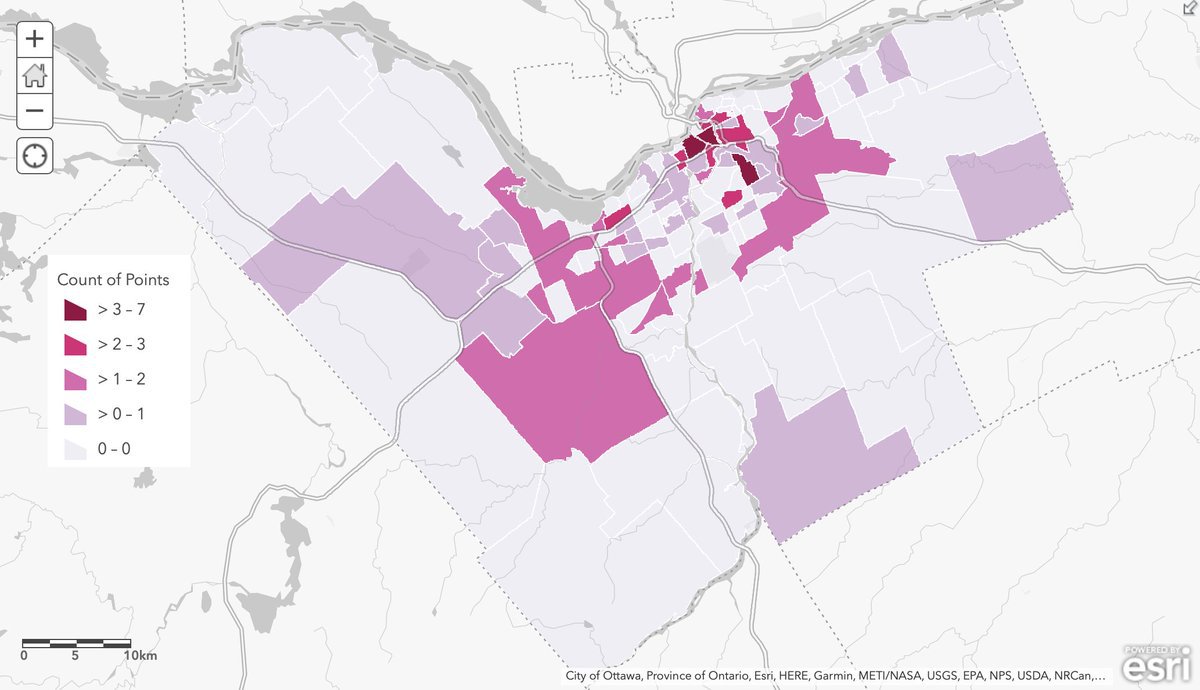 +
−
Count of Points
> 3 – 7
> 2 – 3
> 1 – 2
> 0 – 1
0 – 0
0 5 10km
City of Ottawa, Province of Ontario, Esri, HERE, Garmin, METI/NASA, USGS, EPA, NPS, USDA, NRCan,...
POWERED BY
esri